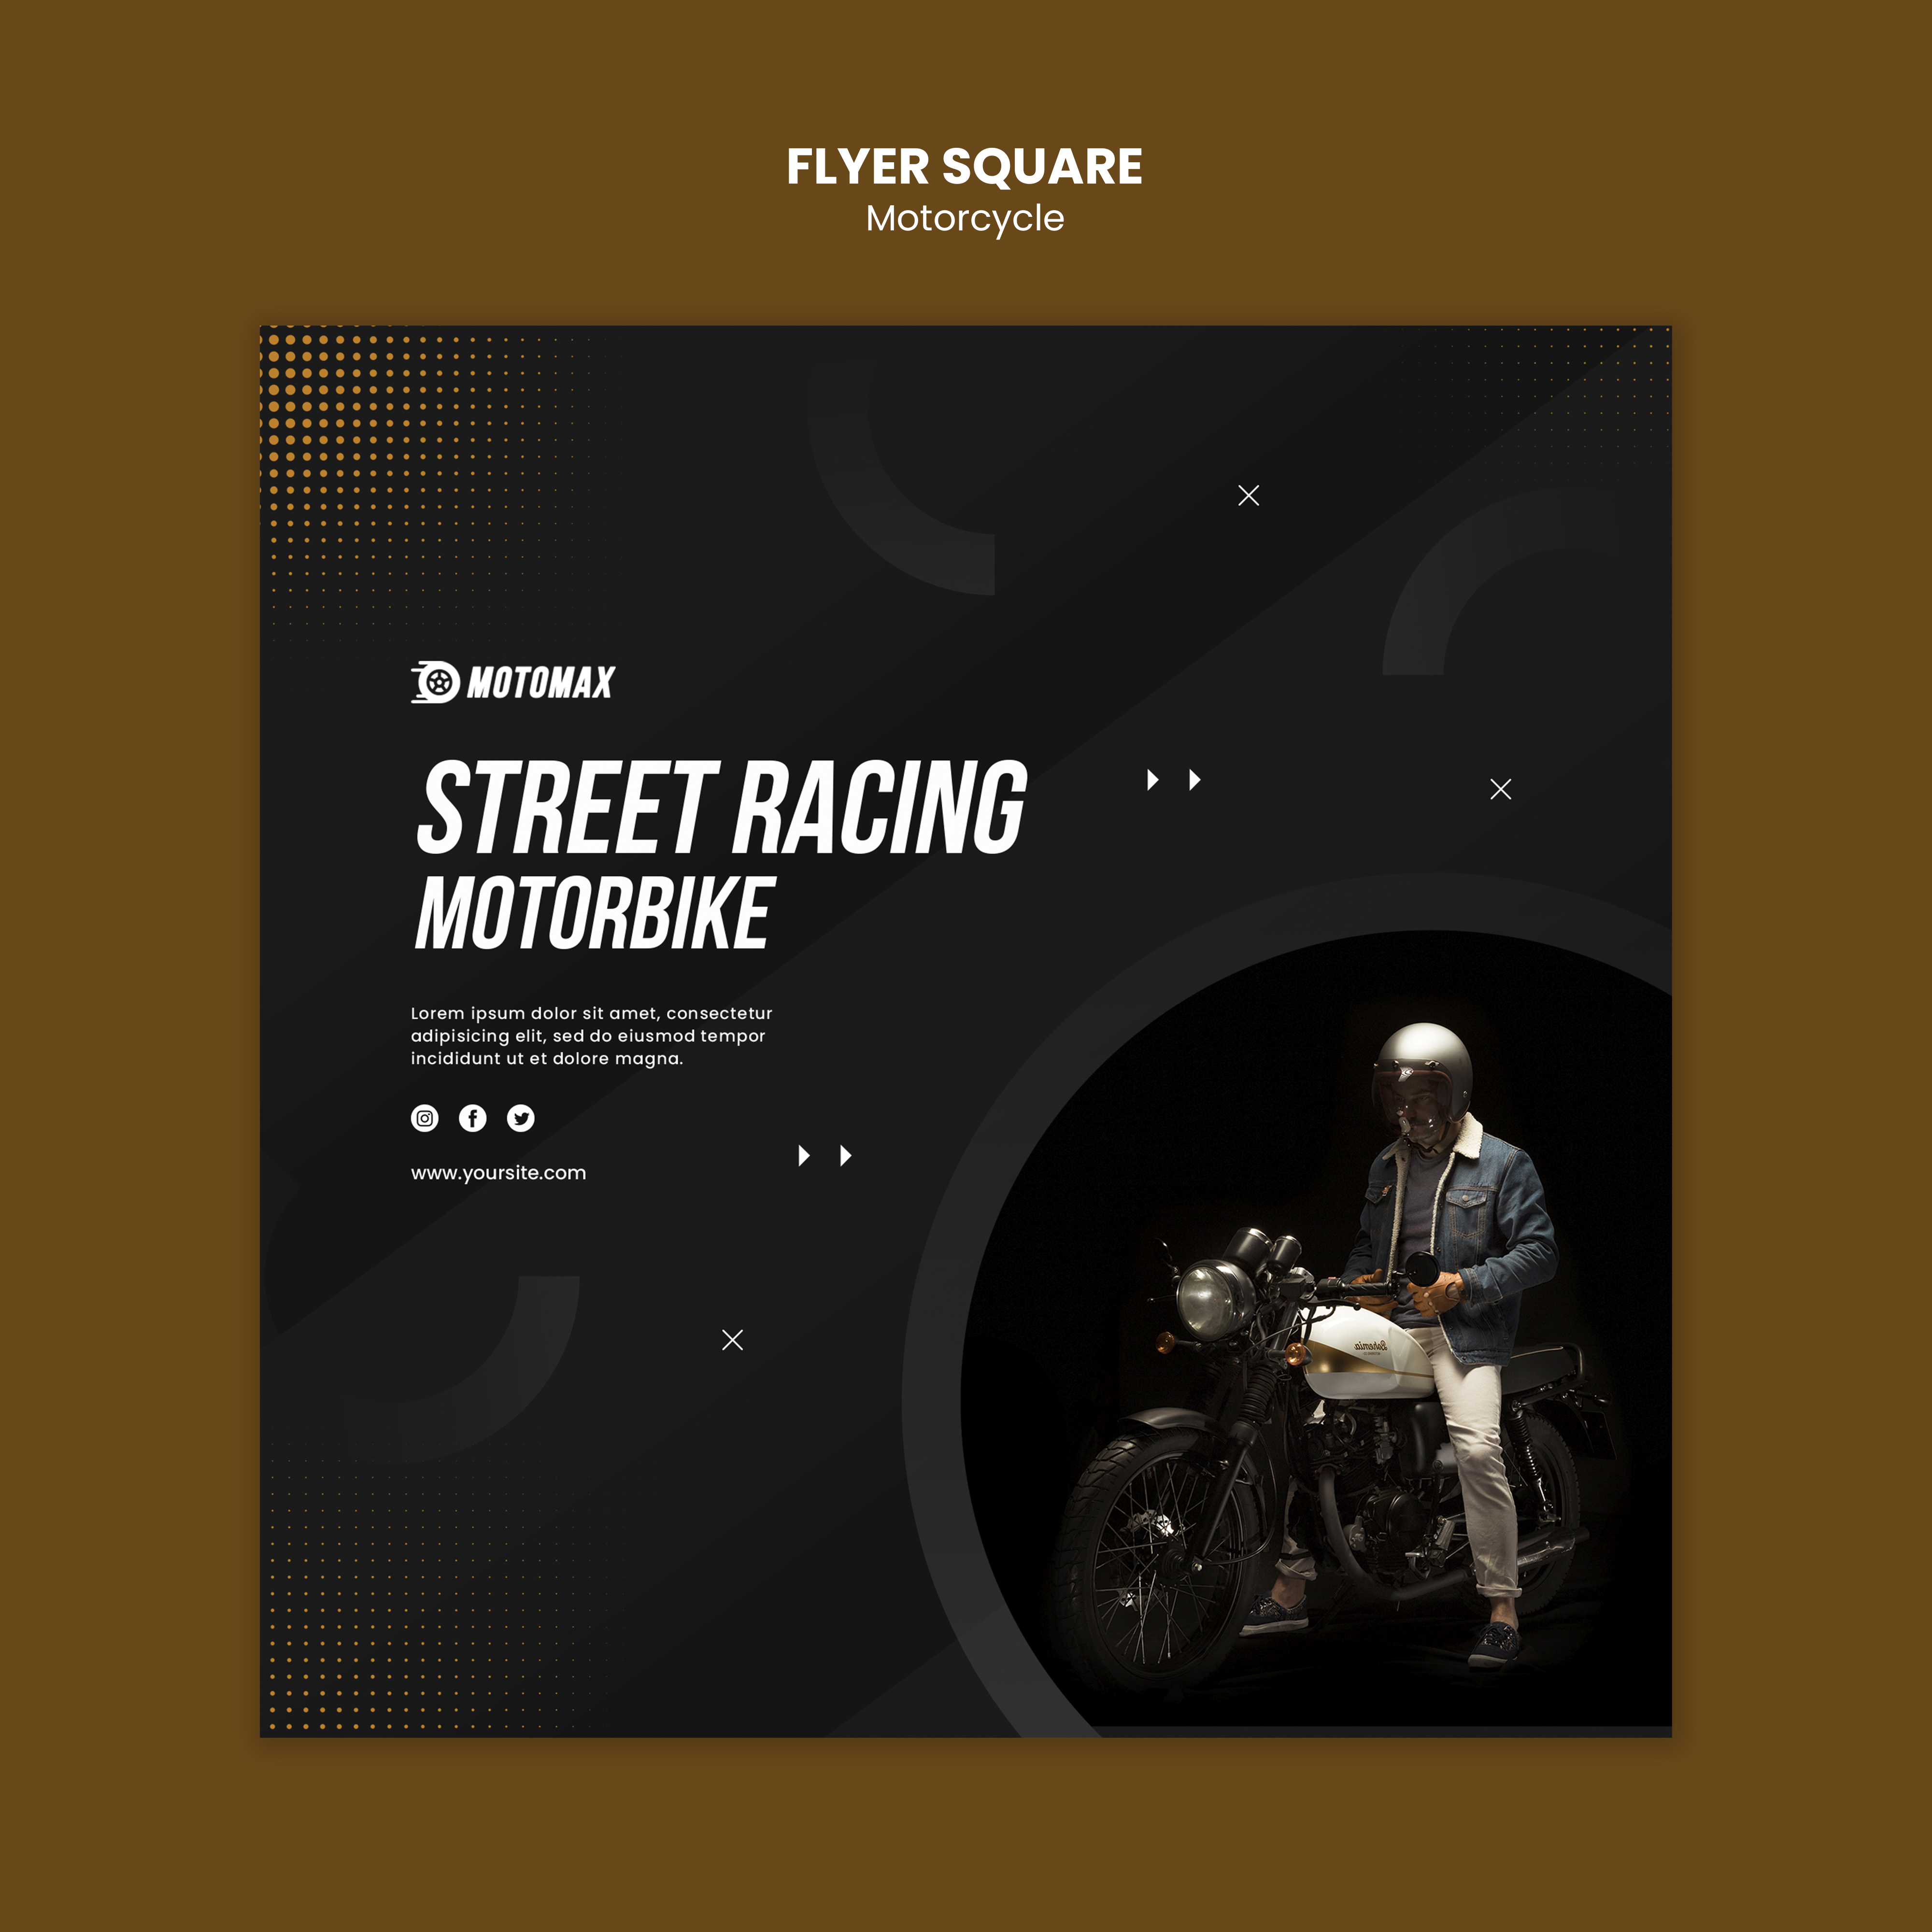 FLYER SQUARE
Motorcycle
MOTOMAX
STREET RACING
MOTORBIKE
Lorem ipsum dolor sit amet, consectetur
adipisicing elit, sed do eiusmod tempor
incididunt ut et dolore magna.
www.yoursite.com
Bohemia